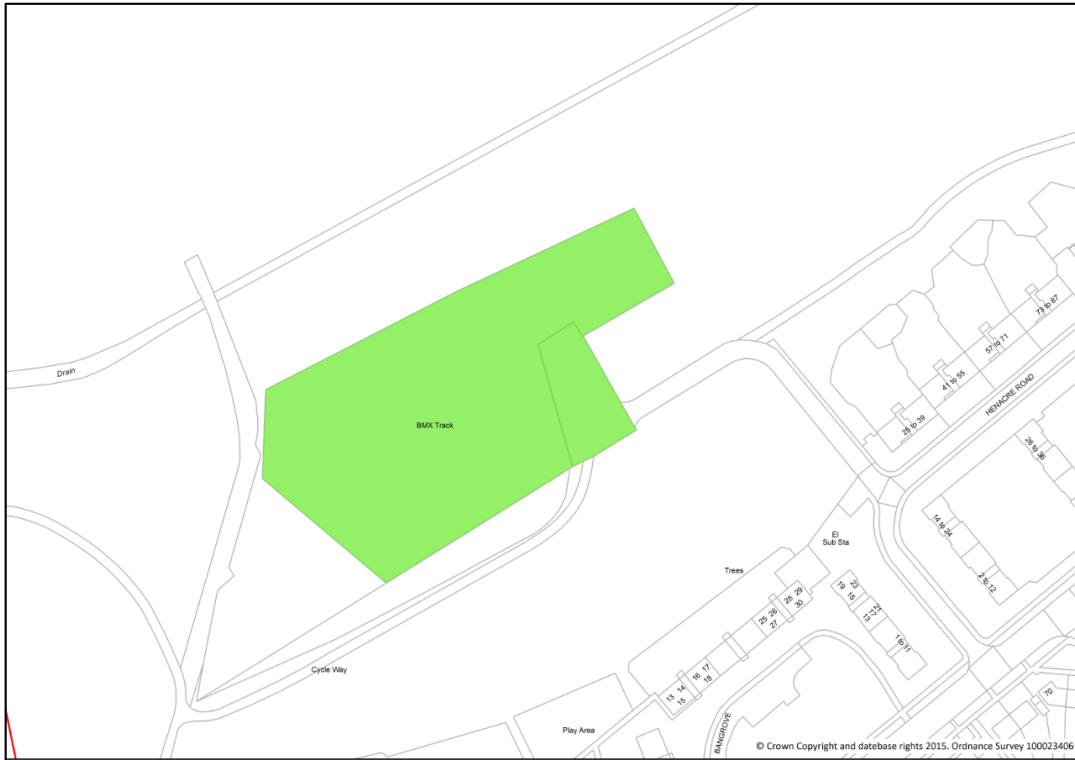 73 to 87
57 to 71
Drain
41 to 55
HENACRE ROAD
25 to 39
BMX Track
26 to 36
14 to 24
El
Sub Sta
Trees
2 to 12
23
19
15
21
17
13
1 to 11
29
28
30
26
25
27
17
16
18
14
13
15
Cycle Way
70
Play Area
BANGROVE
© Crown Copyright and datebase rights 2015. Ordnance Survey 100023406